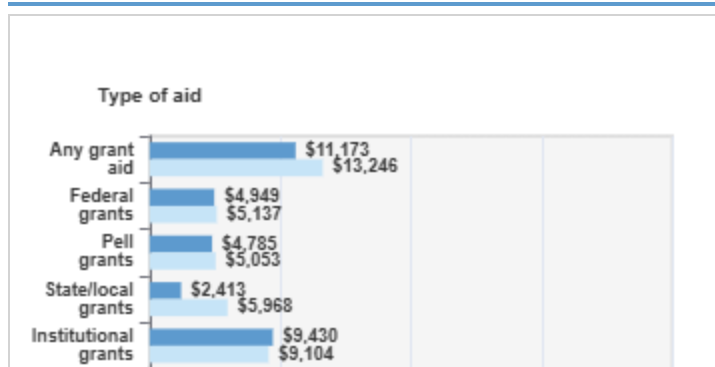 Type of aid
Any grant
aid
$11,173
$13,246
Federal
grants
$4,949
$5,137
Pell
grants
$4,785
$5,053
State/local
grants
$2,413
$5,968
Institutional
grants
$9,430
$9,104